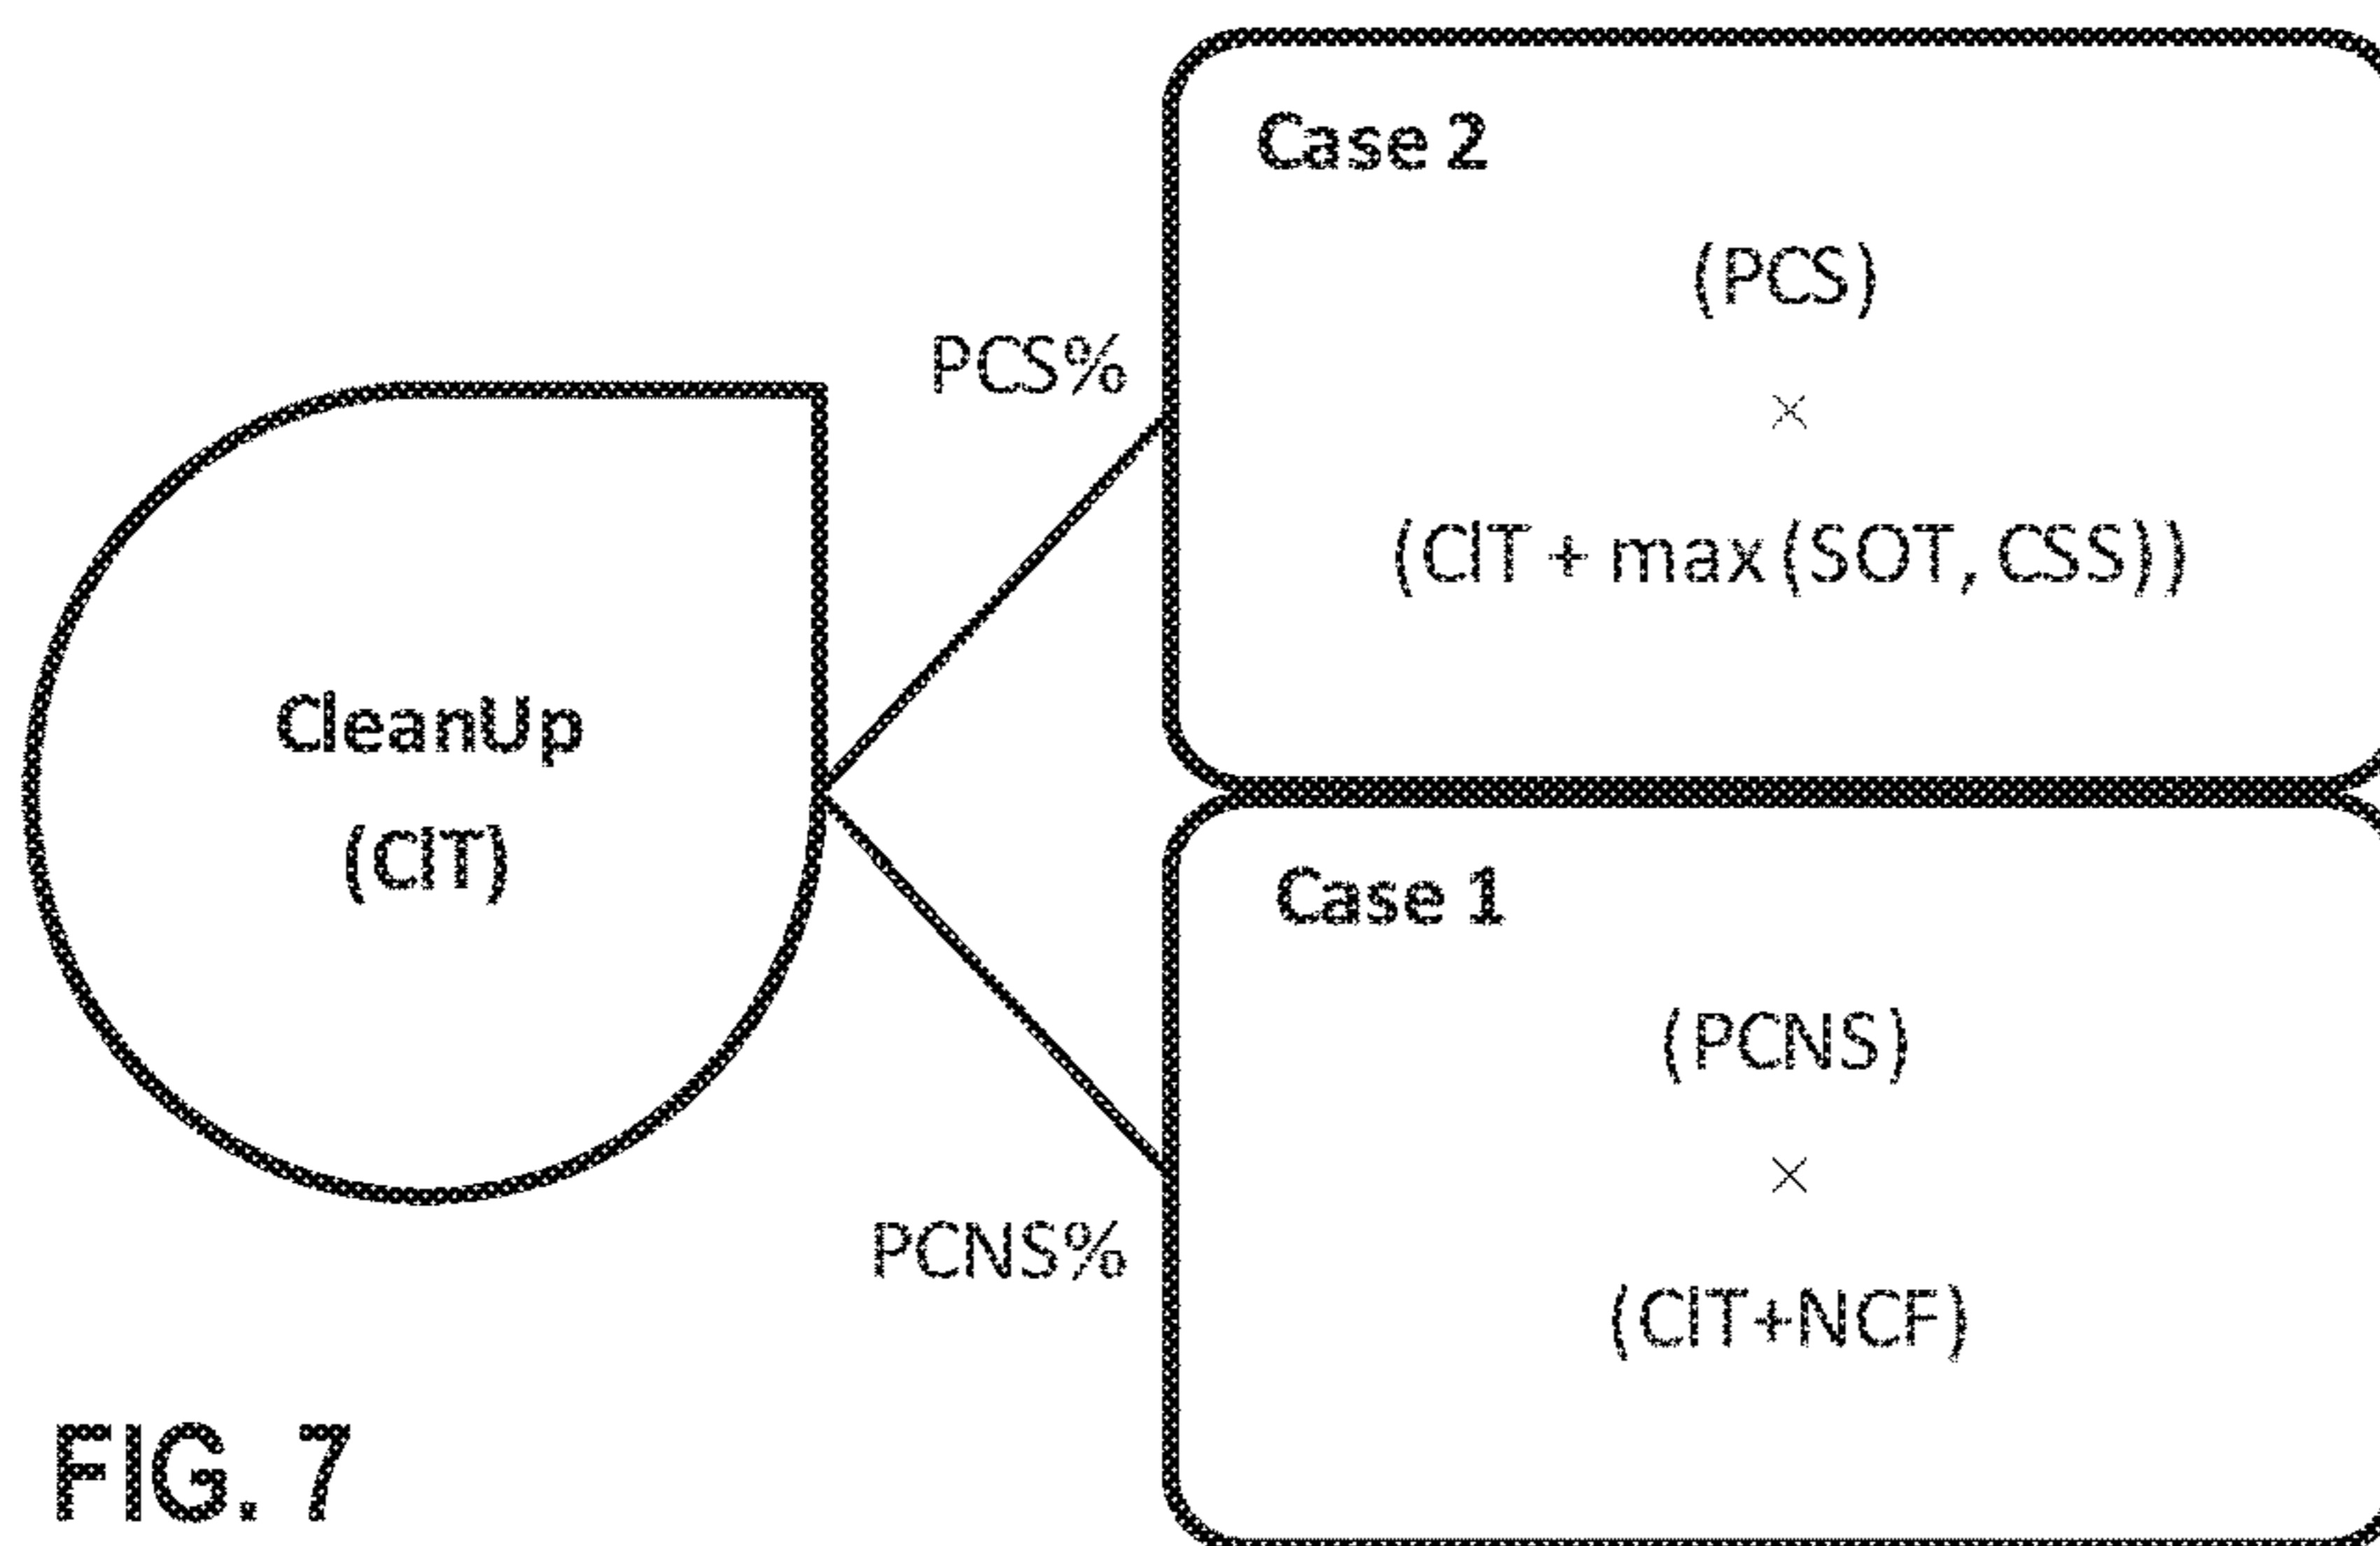 Case 2
(PCS)
×
(ClT + max(SOT, CSS))
PCS%
CleanUp
(ClT)
Case 1
(PCNS)
×
(ClT+NCF)
PCNS%
FIG. 7